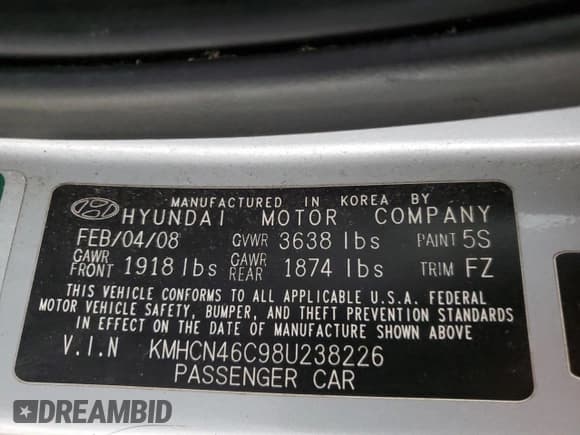 MANUFACTURED IN KOREA BY
HYUNDAI MOTOR COMPANY
FEB/04/08 GVWR 3638 lbs PAINT 5S
GAWR FRONT 1918 lbs GAWR REAR 1874 lbs TRIM FZ
THIS VEHICLE CONFORMS TO ALL APPLICABLE U.S.A. FEDERAL
MOTOR VEHICLE SAFETY, BUMPER, AND THEFT PREVENTION STANDARDS
IN EFFECT ON THE DATE OF MANUFACTURE SHOWN ABOVE
V.I.N KMHCN46C98U238226
PASSENGER CAR
DREAMBID